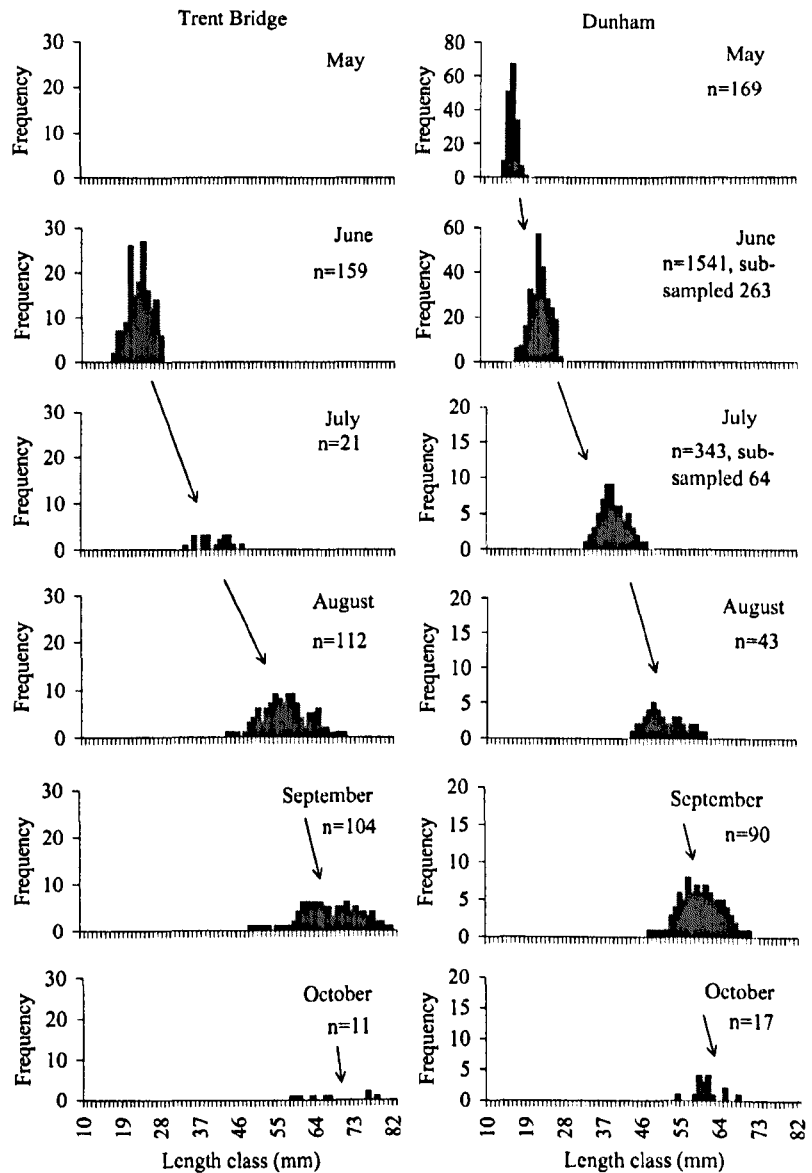 Trent Bridge
Dunham
30
20
10
0
Frequency
May
80
60
40
20
0
Frequency
May
n=169
30
20
10
0
Frequency
June
n=159
60
40
20
0
Frequency
June
n=1541, sub-
sampled 263
30
20
10
0
Frequency
July
n=21
20
15
10
5
0
Frequency
July
n=343, sub-
sampled 64
30
20
10
0
Frequency
August
n=112
20
15
10
5
0
Frequency
August
n=43
30
20
10
0
Frequency
September
n=104
20
15
10
5
0
Frequency
September
n=90
30
20
10
0
Frequency
October
n=11
20
15
10
5
0
Frequency
October
n=17
10 19 28 37 46 55 64 73 82
Length class (mm)
10 19 28 37 46 55 64 73 82
Length class (mm)